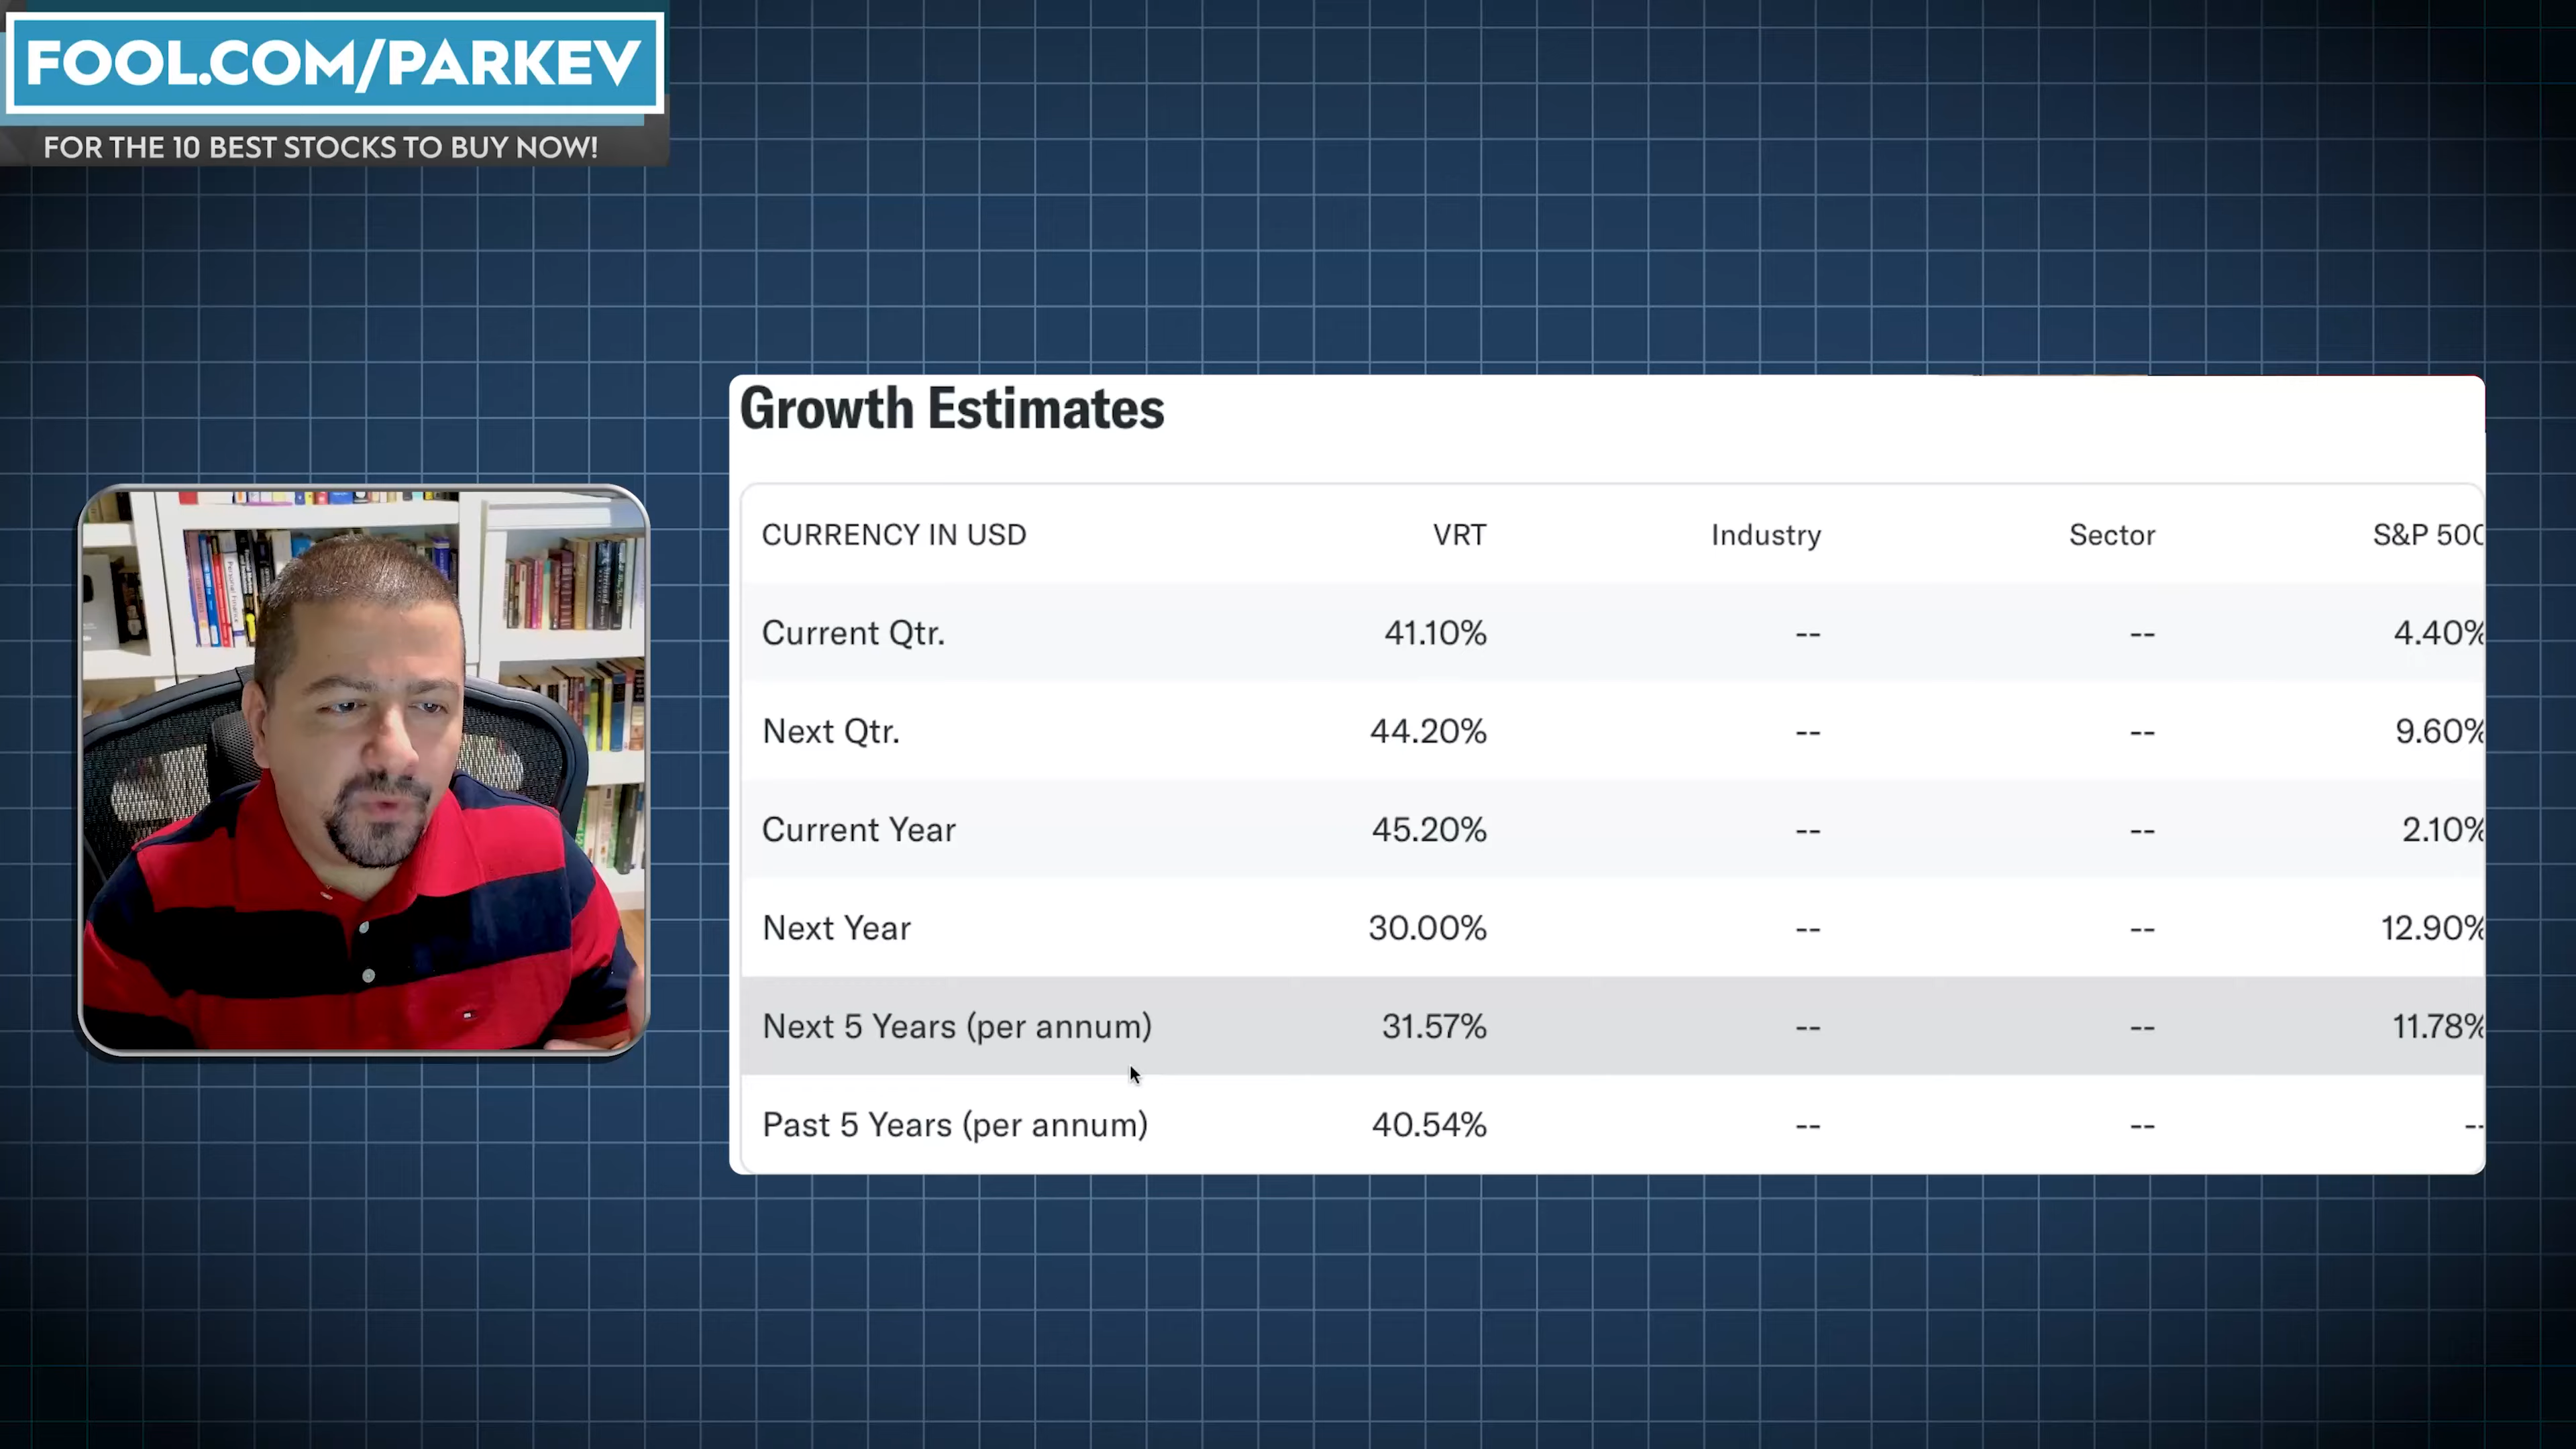 FOOL.COM/PARKEV
FOR THE 10 BEST STOCKS TO BUY NOW!
Growth Estimates
CURRENCY IN USD VRT Industry Sector S&P 500
Current Qtr. 41.10% -- -- 4.40%
Next Qtr. 44.20% -- -- 9.60%
Current Year 45.20% -- -- 2.10%
Next Year 30.00% -- -- 12.90%
Next 5 Years (per annum) 31.57% -- -- 11.78%
Past 5 Years (per annum) 40.54% -- -- --
Personal Finance